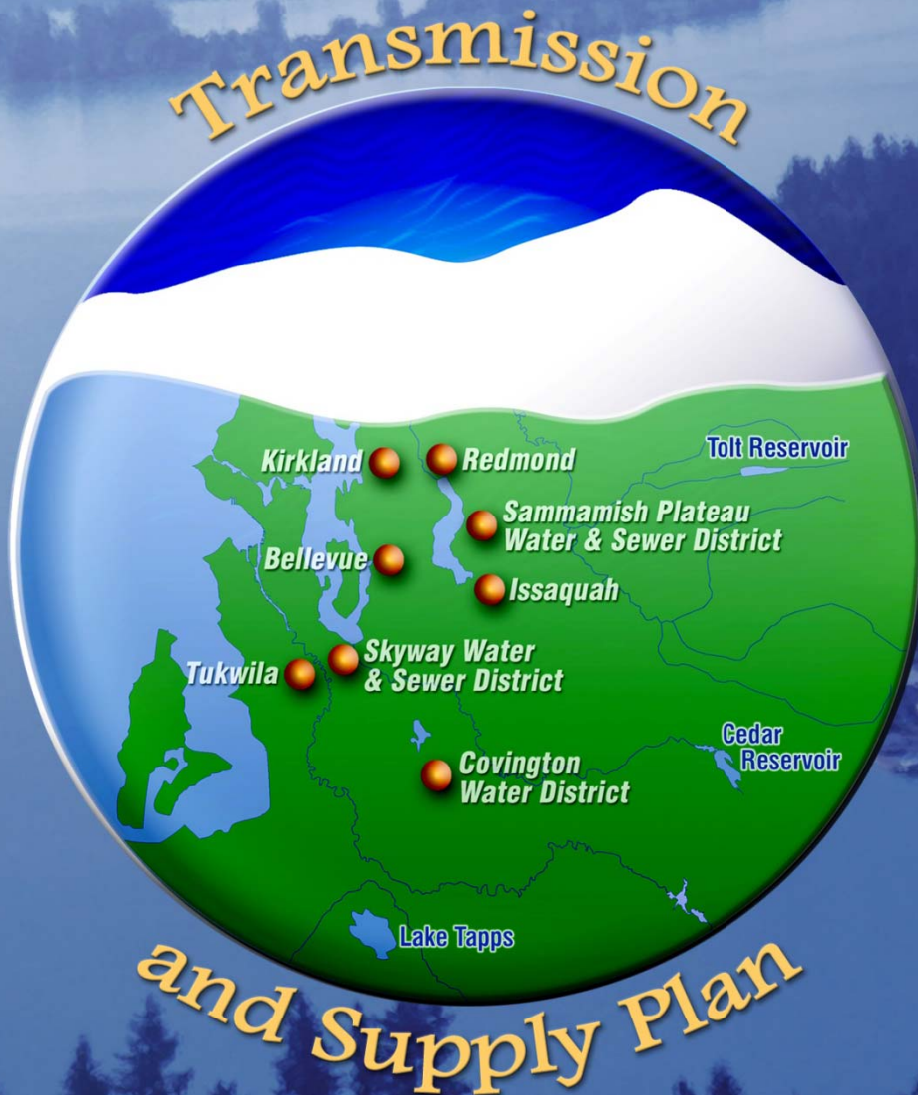 Transmission
Kirkland
Redmond
Tolt Reservoir
Sammamish Plateau
Water & Sewer District
Bellevue
Issaquah
Skyway Water
& Sewer District
Tukwila
Cedar
Reservoir
Covington
Water District
Lake Tapps
and Supply Plan